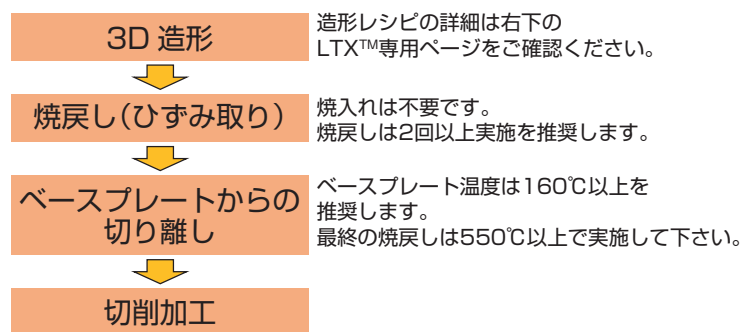 3D 造形
造形レシピの詳細は右下の
LTX™専用ページをご確認ください。
焼戻し(ひずみ取り)
焼入れは不要です。
焼戻しは2回以上実施を推奨します。
ベースプレートからの
切り離し
ベースプレート温度は160℃以上を
推奨します。
最終の焼戻しは550℃以上で実施して下さい。
切削加工